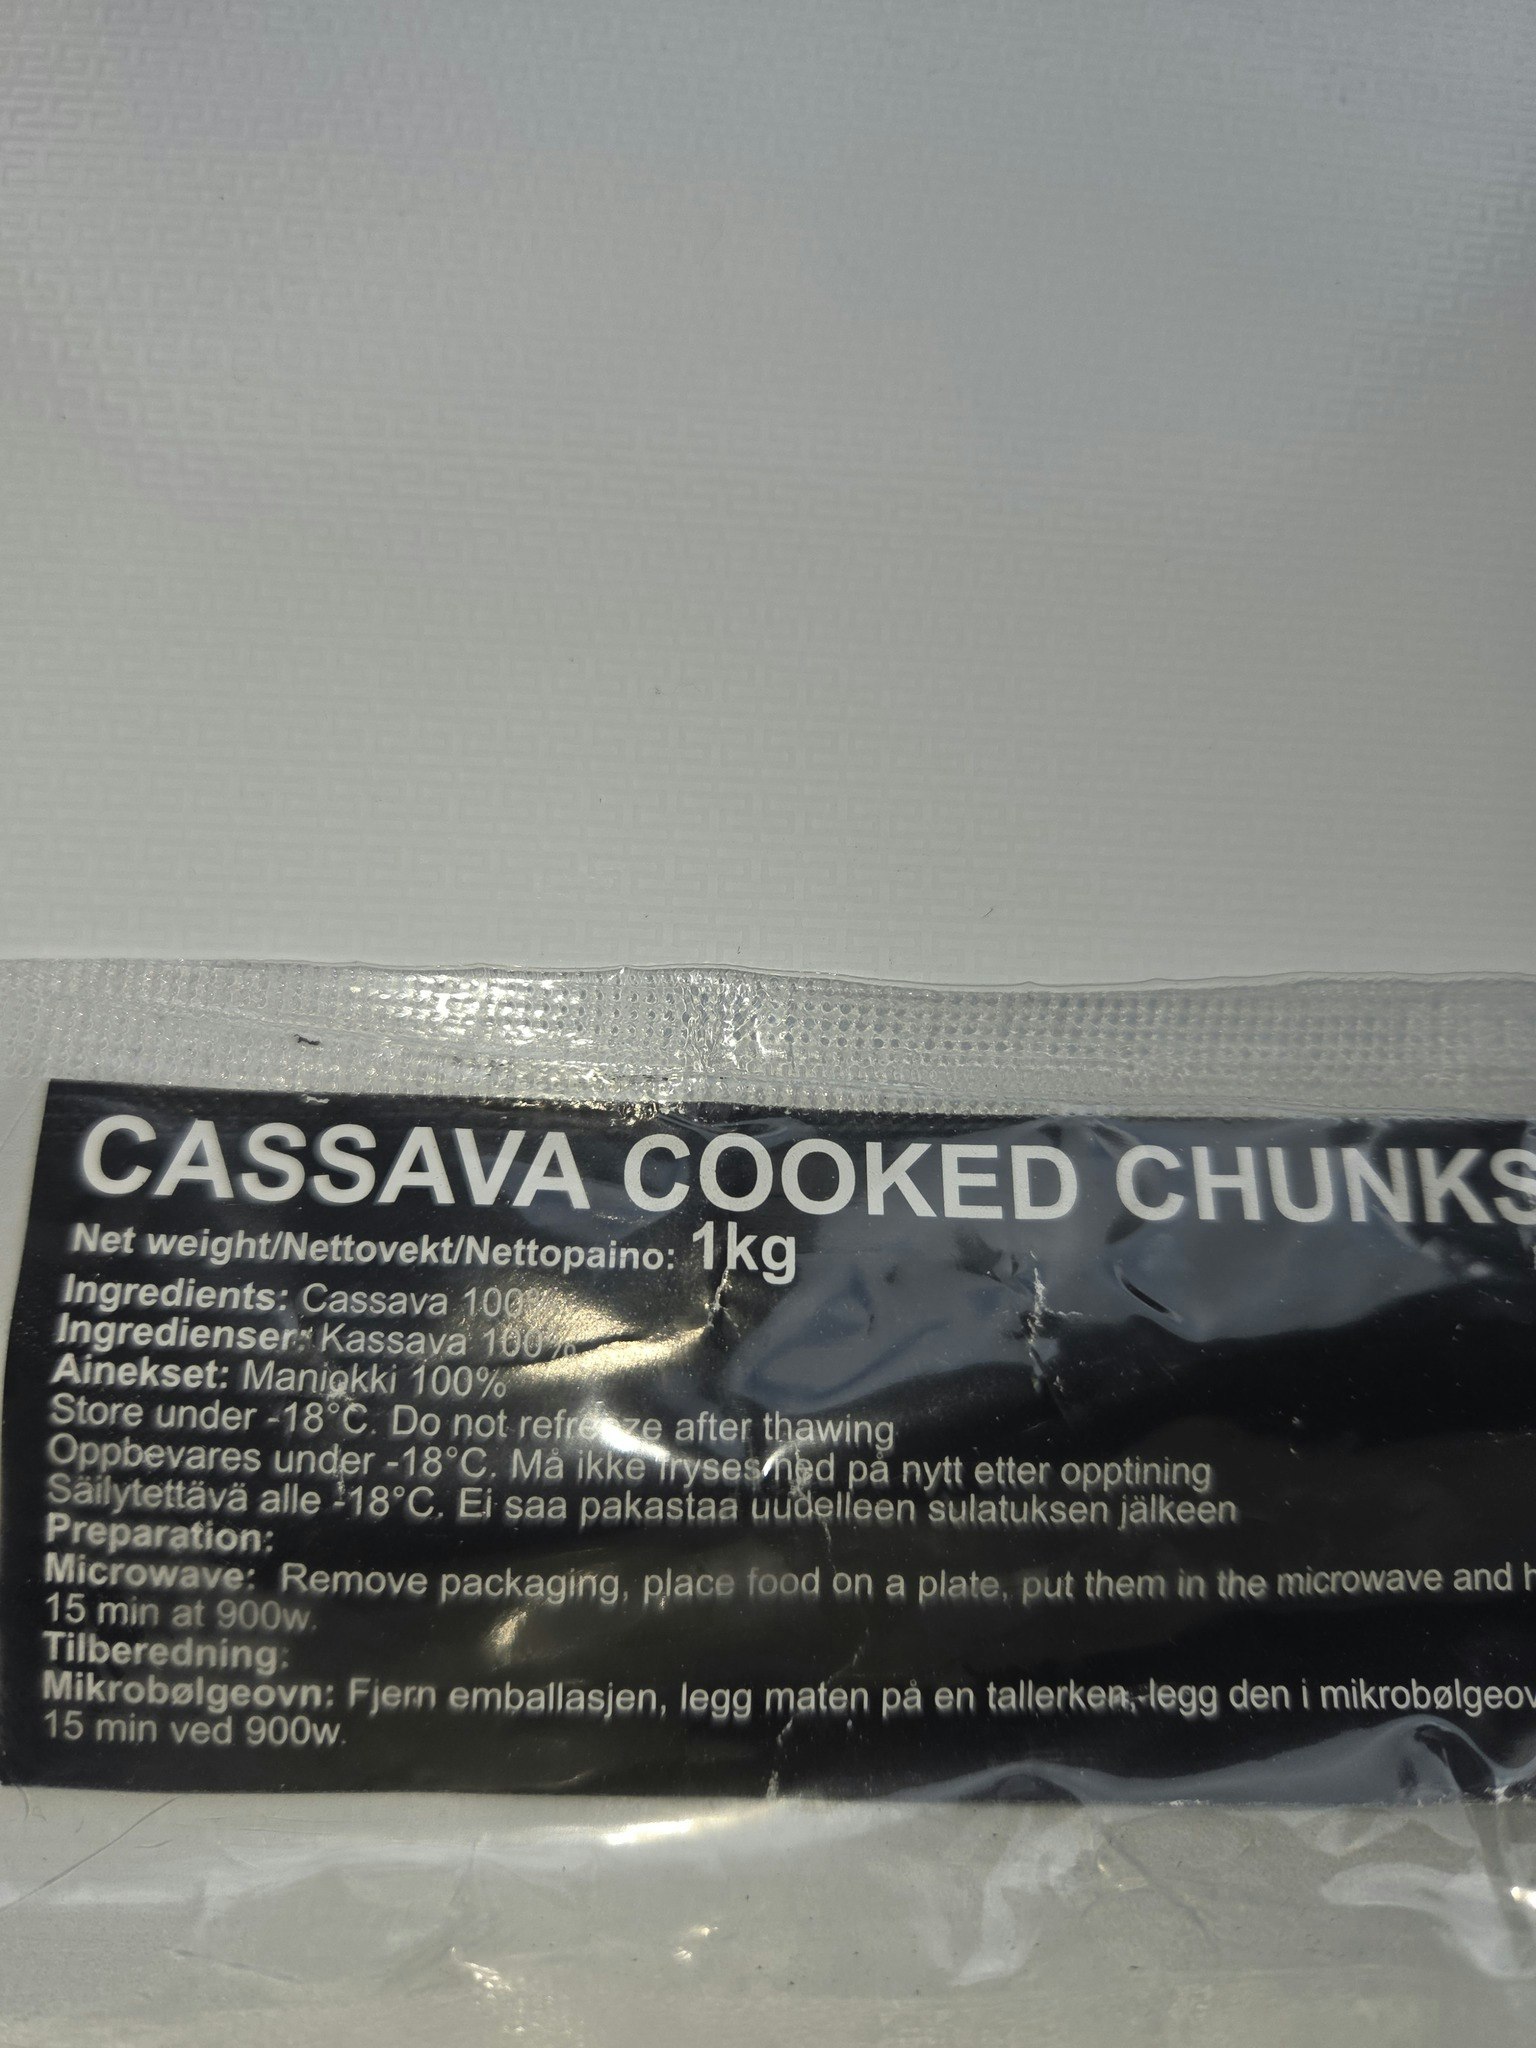 CASSAVA COOKED CHUNKS
Net weight/Nettovekt/Nettopaino: 1kg
Ingredients: Cassava 100%
Ingredienser: Kassava 100%
Ainekset: Maniokki 100%
Store under -18°C. Do not refreeze after thawing
Oppbevares under -18°C. Må ikke fryses ned på nytt etter opptining
Säilytettävä alle -18°C. Ei saa pakastaa uudelleen sulatuksen jälkeen
Preparation:
Microwave: Remove packaging, place food on a plate, put them in the microwave and
15 min at 900w.
Tilberedning:
Mikrobølgeovn: Fjern emballasjen, legg maten på en tallerken, legg den i
15 min ved 900w.